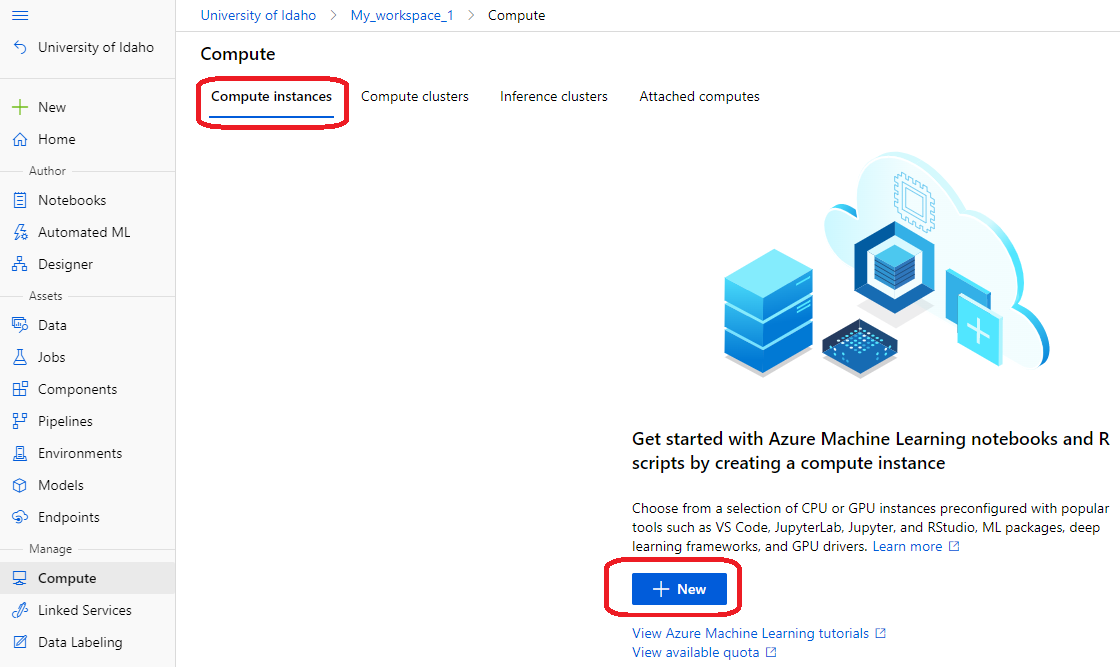 University of Idaho > My_workspace_1 > Compute
University of Idaho
New
Home
Author
Notebooks
Automated ML
Designer
Assets
Data
Jobs
Components
Pipelines
Environments
Models
Endpoints
Manage
Compute
Linked Services
Data Labeling
Compute
Compute instances Compute clusters Inference clusters Attached computes
Get started with Azure Machine Learning notebooks and R
scripts by creating a compute instance
Choose from a selection of CPU or GPU instances preconfigured with popular
tools such as VS Code, JupyterLab, Jupyter, and RStudio, ML packages, deep
learning frameworks, and GPU drivers. Learn more
+ New
View Azure Machine Learning tutorials
View available quota